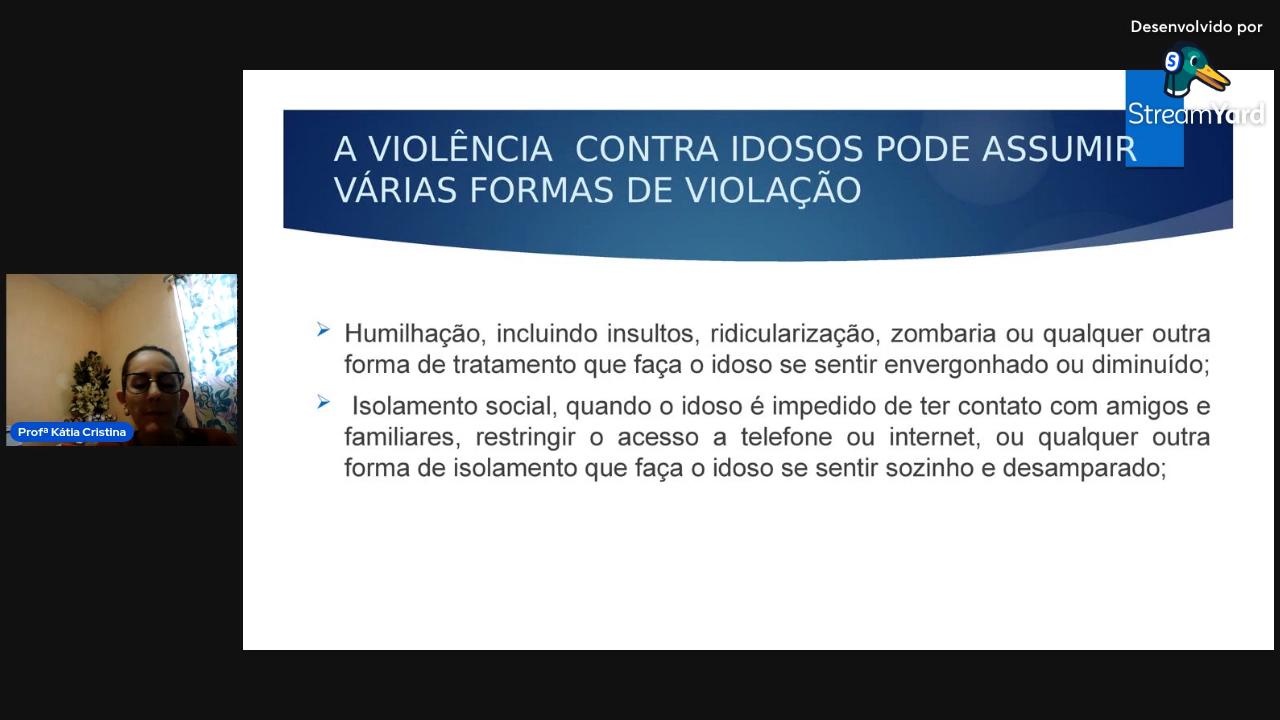 Desenvolvido por
StreamYard
A VIOLÊNCIA CONTRA IDOSOS PODE ASSUMIR
VÁRIAS FORMAS DE VIOLAÇÃO
Humilhação, incluindo insultos, ridicularização, zombaria ou qualquer outra
forma de tratamento que faça o idoso se sentir envergonhado ou diminuído;
Isolamento social, quando o idoso é impedido de ter contato com amigos e
familiares, restringir o acesso a telefone ou internet, ou qualquer outra
forma de isolamento que faça o idoso se sentir sozinho e desamparado;
Profª Kátia Cristina